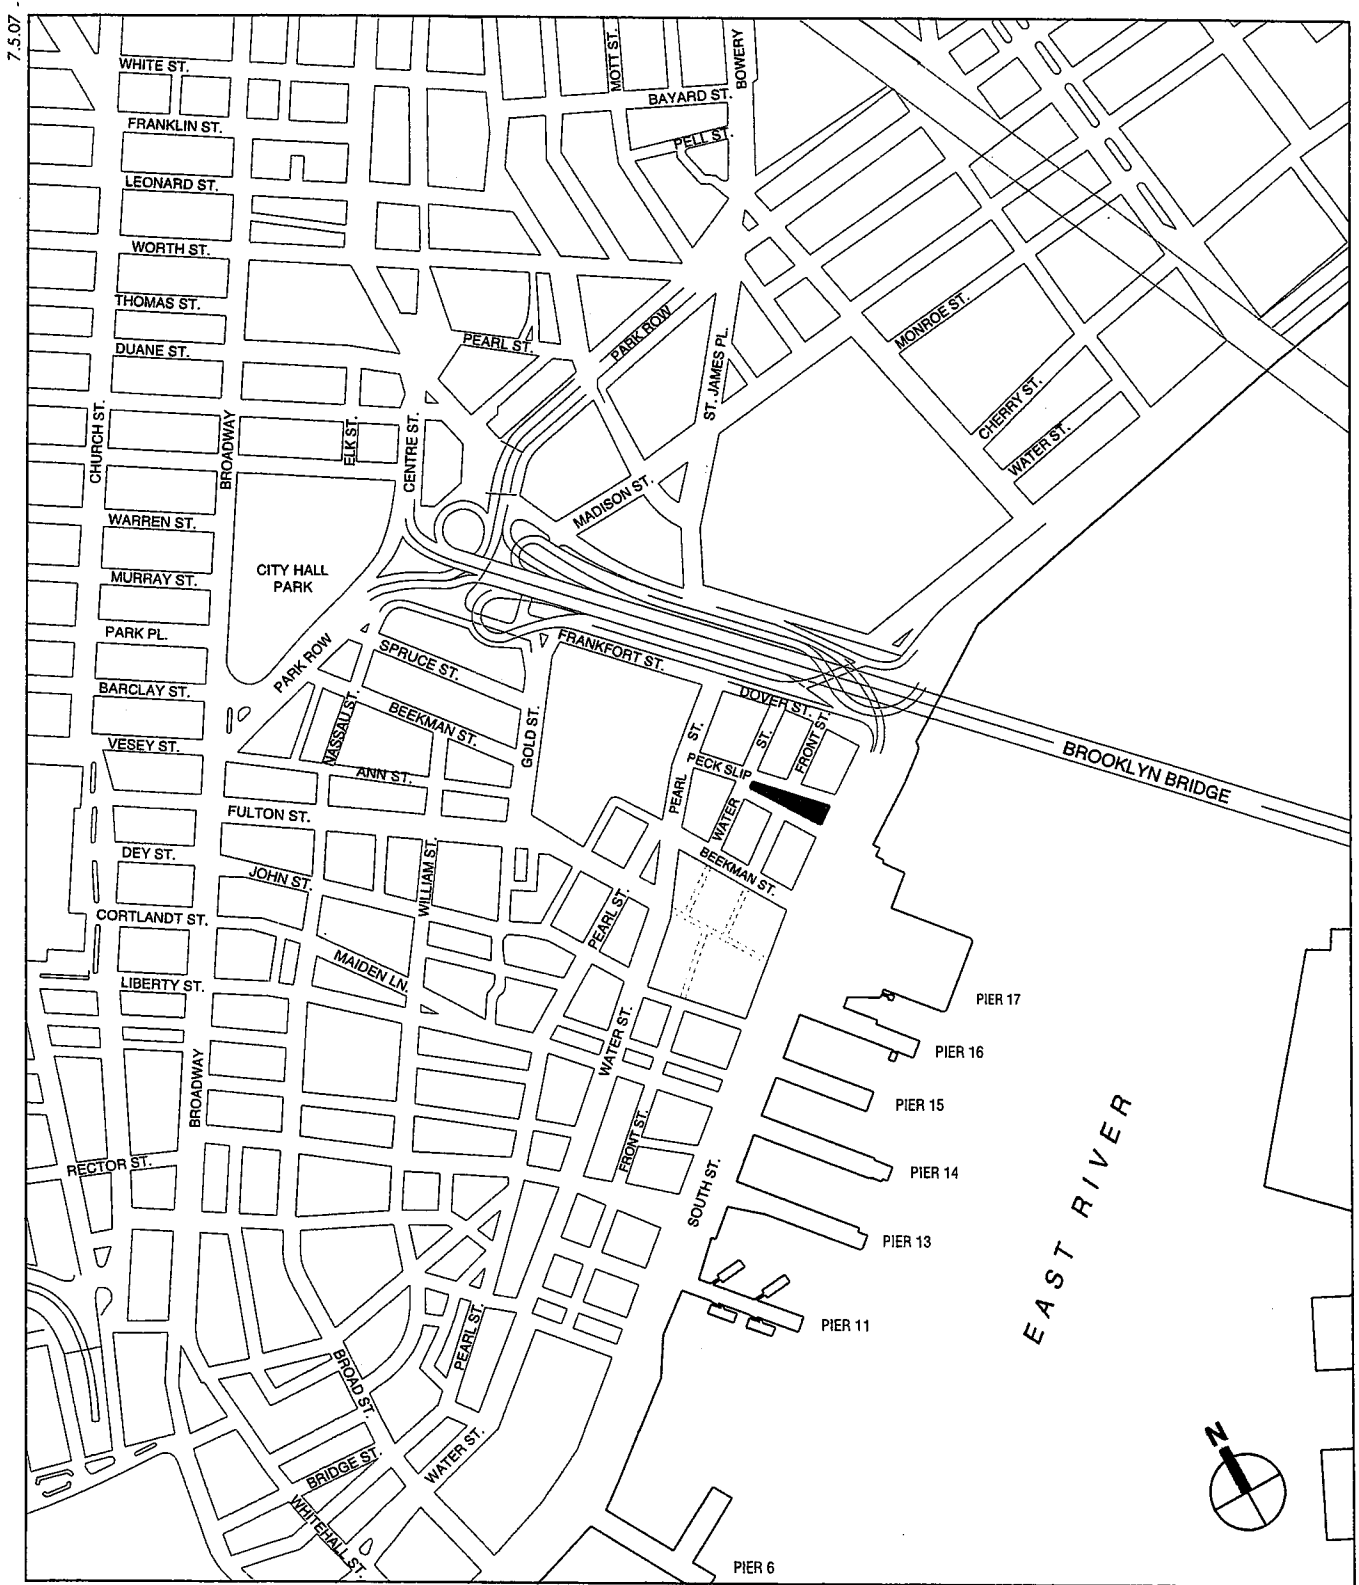 7.5.07
WHITE ST.
MOTT ST.
BOWERY
BAYARD ST.
FRANKLIN ST.
PELL ST.
LEONARD ST.
WORTH ST.
THOMAS ST.
MONROE ST.
PARK ROW
PEARL ST.
DUANE ST.
ST. JAMES PL.
CHURCH ST.
BROADWAY
ELK ST.
CENTRE ST.
CHERRY ST.
WATER ST.
MADISON ST.
WARREN ST.
CITY HALL
PARK
MURRAY ST.
PARK PL.
PARK ROW
SPRUCE ST.
FRANKFORT ST.
BARCLAY ST.
DOVER ST.
NASSAU ST.
BEEKMAN ST.
GOLD ST.
PEARL ST.
WATER ST.
FRONT ST.
VESEY ST.
ANN ST.
PECK SLIP
BROOKLYN BRIDGE
FULTON ST.
DEY ST.
JOHN ST.
WILLIAM ST.
BEEKMAN ST.
CORTLANDT ST.
PEARL ST.
MAIDEN LN.
LIBERTY ST.
PIER 17
WATER ST.
PIER 16
BROADWAY
PIER 15
FRONT ST.
RECTOR ST.
PIER 14
SOUTH ST.
EAST RIVER
PIER 13
PEARL ST.
PIER 11
BROAD ST.
BRIDGE ST.
WATER ST.
WHITEHALL ST.
N
PIER 6